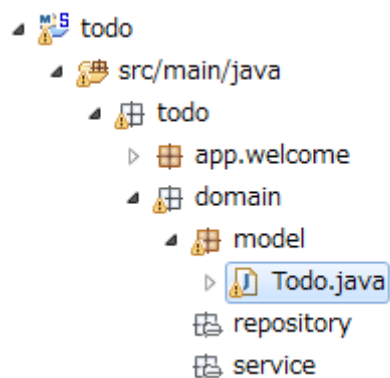 todo
src/main/java
todo
app.welcome
domain
model
Todo.java
repository
service